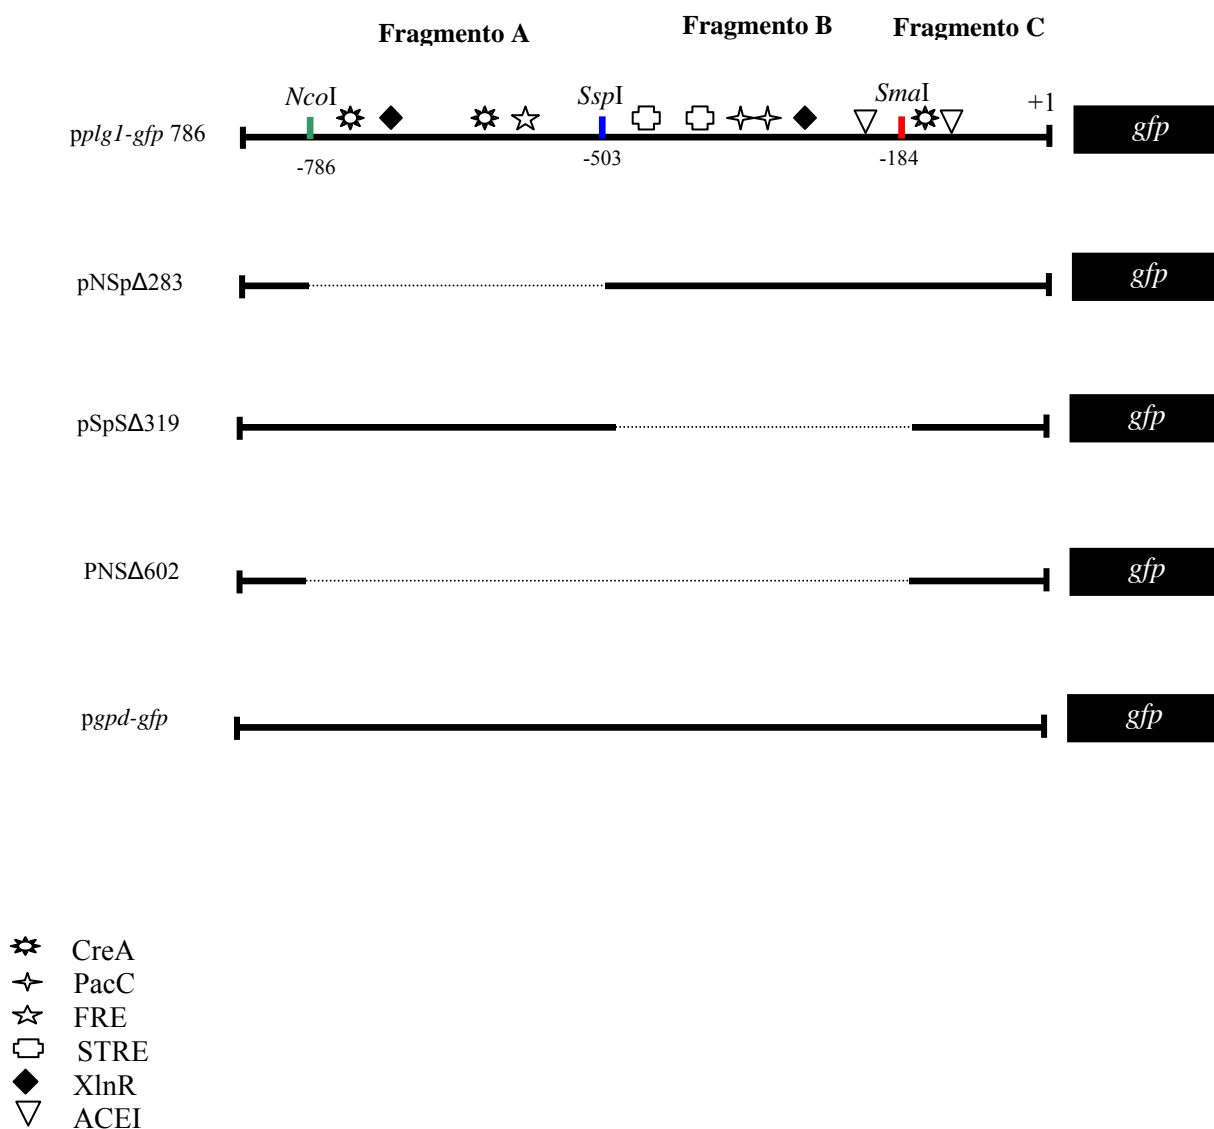 Fragmento A Fragmento B Fragmento C
NcoI SspI SmaI +1
pplg1-gfp 786 gfp
-786 -503 -184
pNSpΔ283 gfp
pSpSΔ319 gfp
PNSΔ602 gfp
pgpd-gfp gfp
CreA
PacC
FRE
STRE
XlnR
ACEI